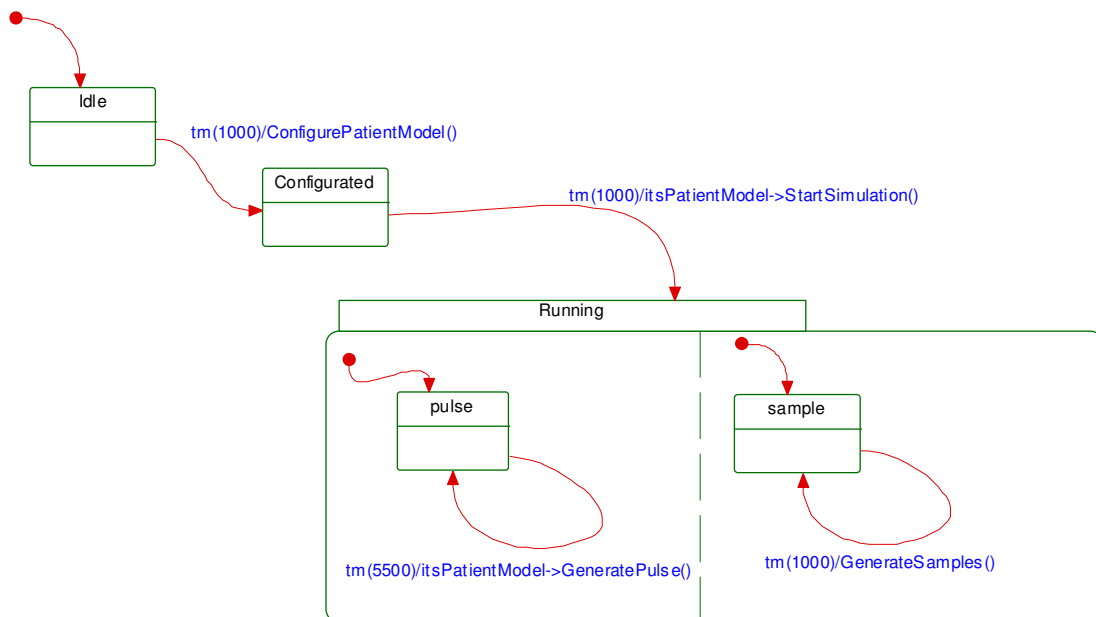 Idle
tm(1000)/ConfigurePatientModel()
Configurated
tm(1000)/itsPatientModel->StartSimulation()
Running
pulse
sample
tm(5500)/itsPatientModel->GeneratePulse()
tm(1000)/GenerateSamples()